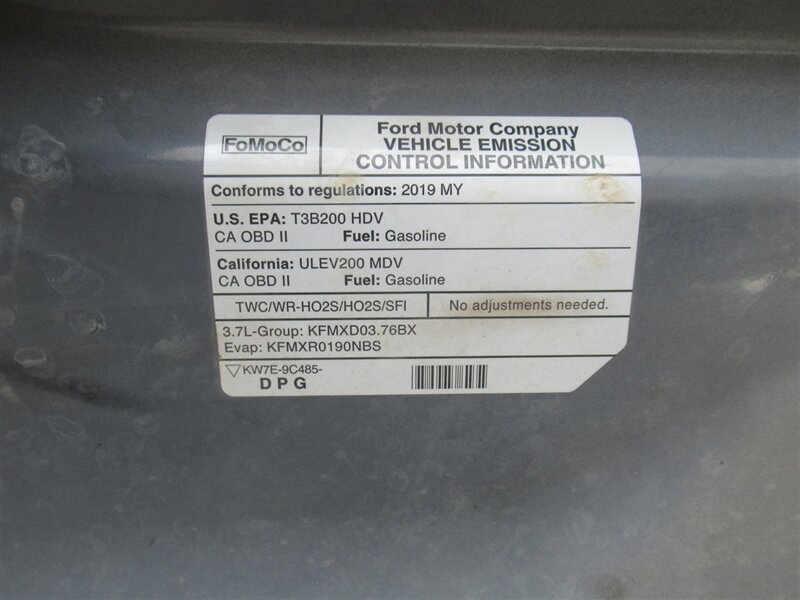 FoMoCo
Ford Motor Company
VEHICLE EMISSION
CONTROL INFORMATION
Conforms to regulations: 2019 MY
U.S. EPA: T3B200 HDV
CA OBD II Fuel: Gasoline
California: ULEV200 MDV
CA OBD II Fuel: Gasoline
TWC/WR-HO2S/HO2S/SFI No adjustments needed.
3.7L-Group: KFMXD03.76BX
Evap: KFMXR0190NBS
KW7E-9C485-
D P G